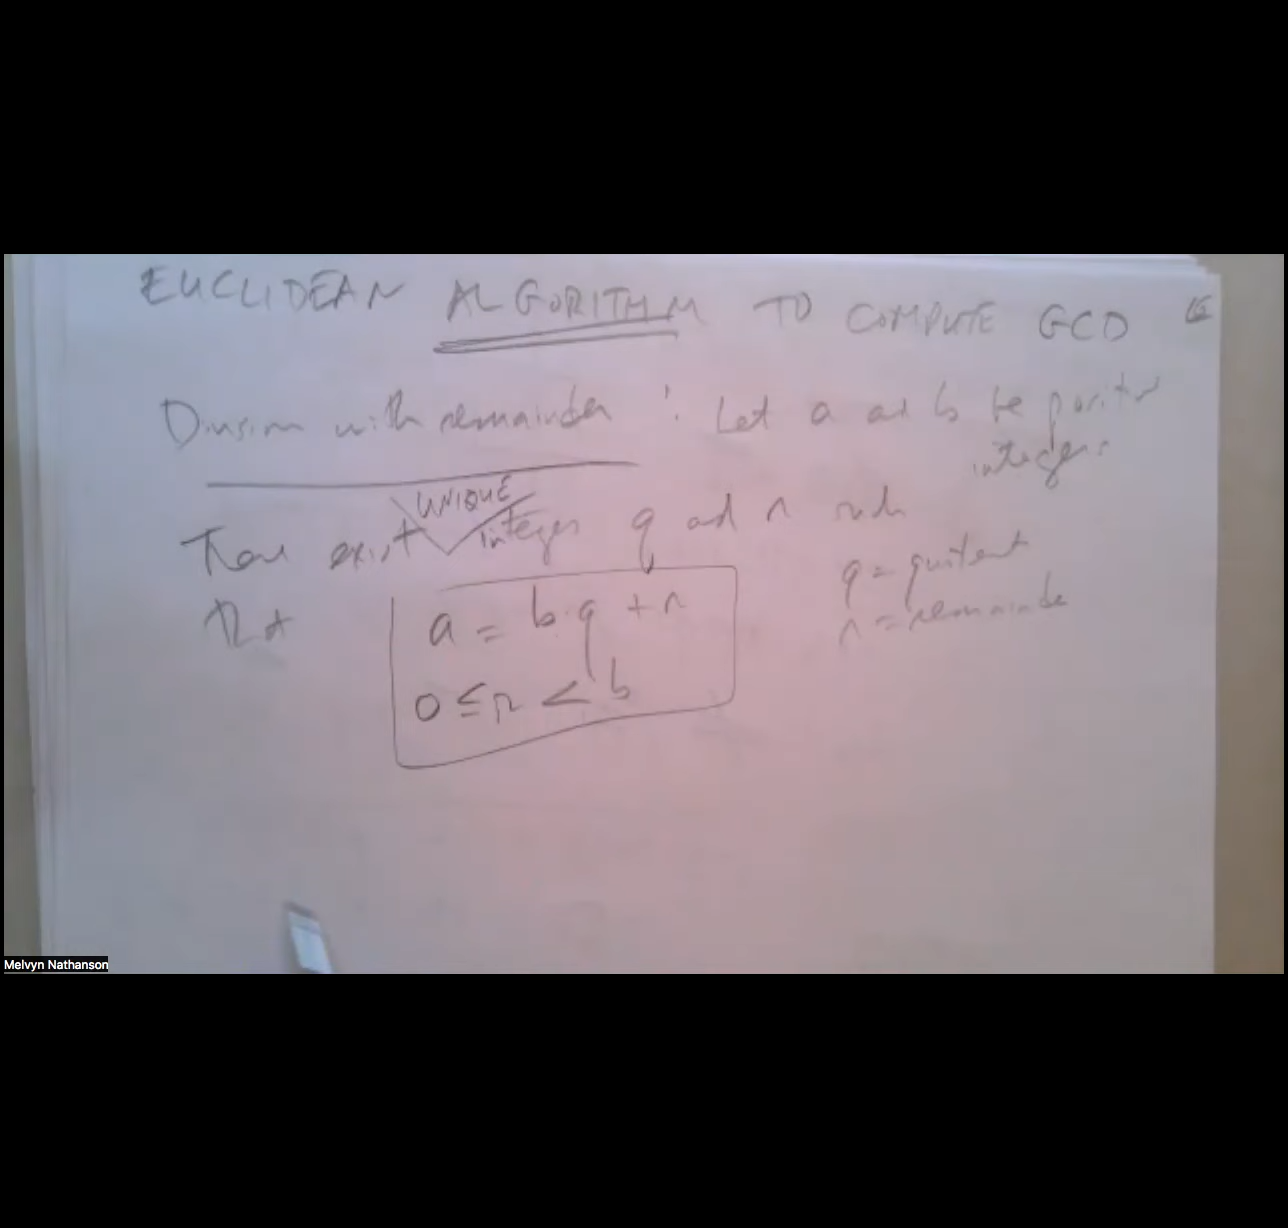 EUCLIDEAN ALGORITHM TO COMPUTE GCD
Division with remainder : Let a and b be positive
integers
UNIQUE
There exist integers q and r such
that
a = b·q + r
0 ≤ r < b
q = quotient
r = remainder
Melvyn Nathanson